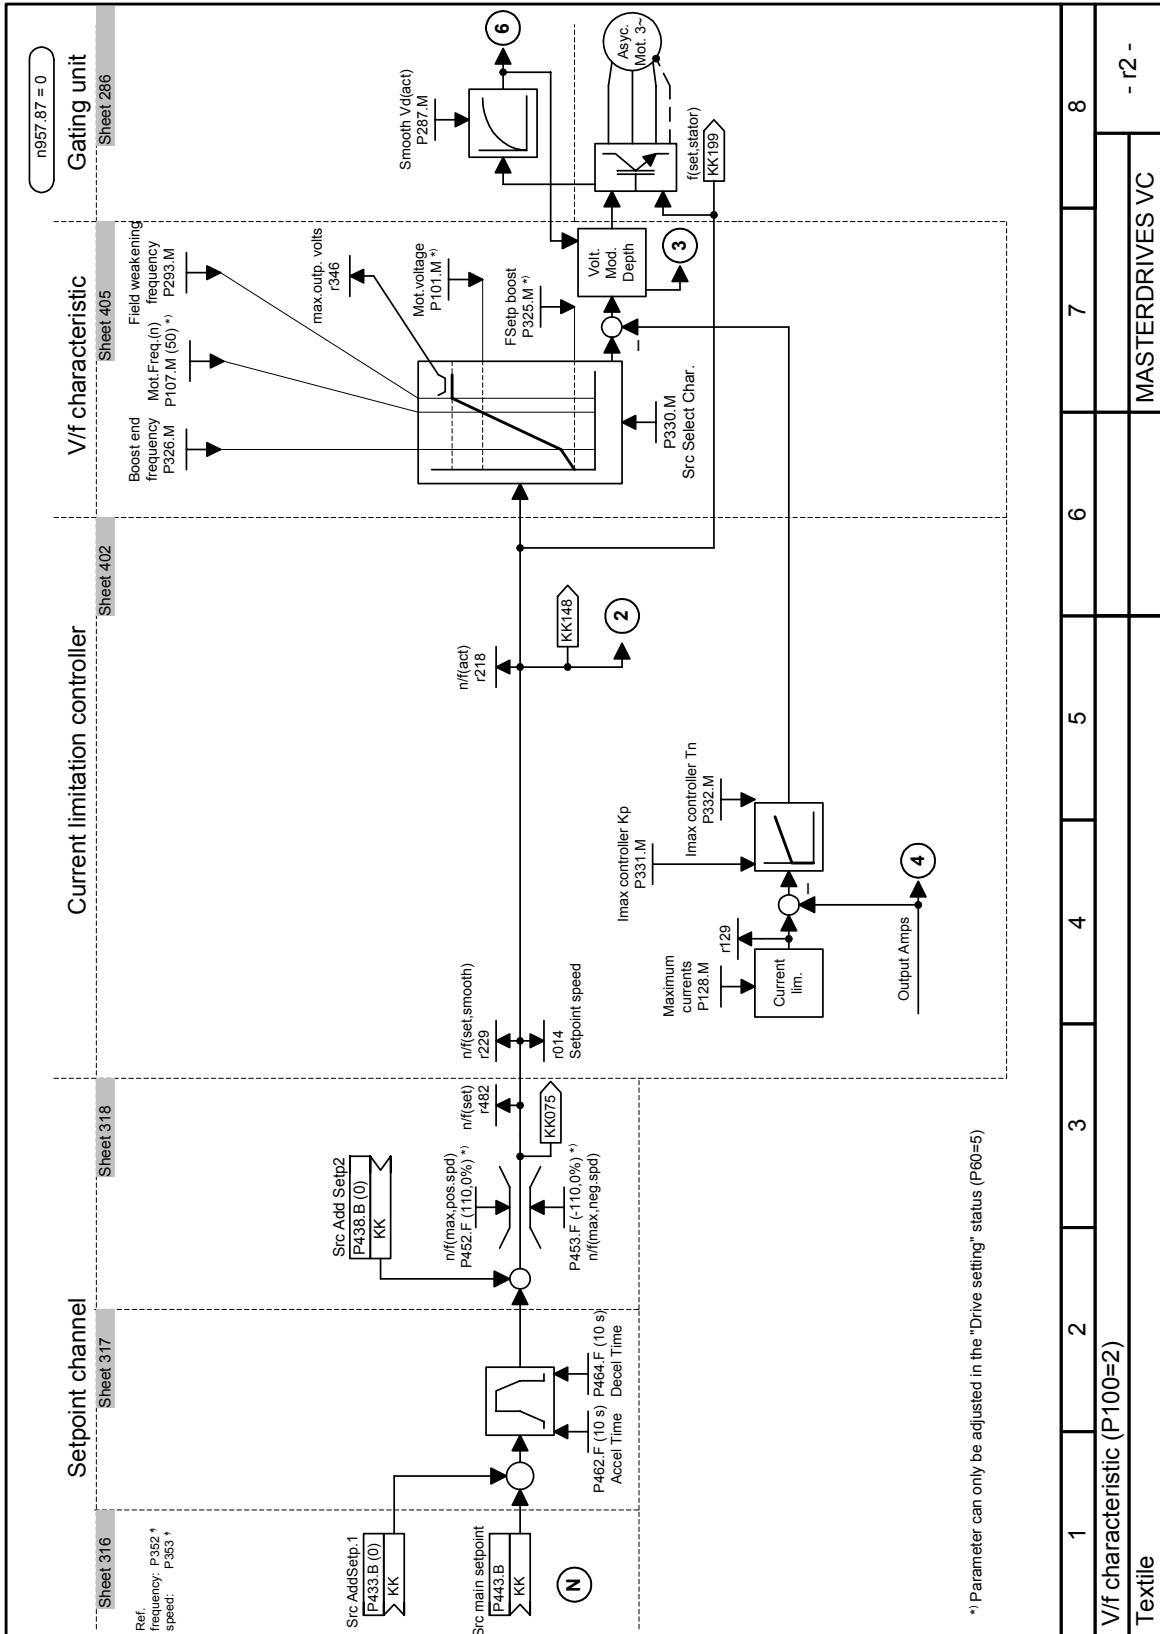 n957.87 = 0
Setpoint channel
Current limitation controller
V/f characteristic
Gating unit
Sheet 316
Sheet 317
Sheet 318
Sheet 402
Sheet 405
Sheet 286
Ref.
frequency: P352 *)
speed: P353 *)
Src AddSetp.1
P433.B (0)
KK
Src main setpoint
P443.B
KK
N
P462.F (10 s)
Accel Time
P464.F (10 s)
Decel Time
Src Add Setp2
P438.B (0)
KK
n/f(max,pos.spd)
P452.F (110,0%) *)
P453.F (-110,0%) *)
n/f(max,neg.spd)
n/f(set)
r482
KK075
n/f(set,smooth)
r229
r014
Setpoint speed
Maximum
currents
P128.M
r129
Current
lim.
Output Amps
4
Imax controller Kp
P331.M
Imax controller Tn
P332.M
n/f(act)
r218
KK148
2
Boost end
frequency
P326.M
Mot.Freq.(n)
P107.M (50) *)
Field weakening
frequency
P293.M
max.outp. volts
r346
Mot.voltage
P101.M *)
FSetp boost
P325.M *)
P330.M
Src Select Char.
Volt.
Mod.
Depth
3
Smooth Vd(act)
P287.M
6
Asyc.
Mot. 3~
f(set,stator)
KK199
*) Parameter can only be adjusted in the "Drive setting" status (P60=5)
1 2 3 4 5 6 7 8
V/f characteristic (P100=2)
Textile
MASTERDRIVES VC
- r2 -